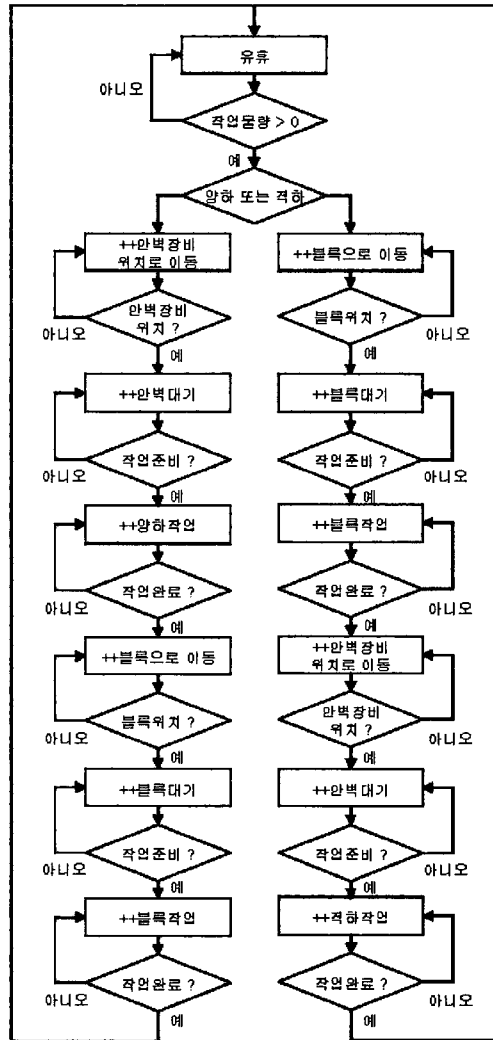 유휴
아니오
작업물량 > 0
예
양하 또는 적하
++안벽장비
위치로 이동
안벽장비
위치 ?
아니오
예
++안벽대기
작업준비 ?
아니오
예
++양하작업
작업완료 ?
아니오
예
++블록으로 이동
블록위치 ?
아니오
예
++블록대기
작업준비 ?
아니오
예
++블록작업
작업완료 ?
아니오
예
++블록으로 이동
블록위치 ?
아니오
예
++블록대기
작업준비 ?
아니오
예
++블록작업
작업완료 ?
아니오
예
++안벽장비
위치로 이동
안벽장비
위치 ?
아니오
예
++안벽대기
작업준비 ?
아니오
예
++적하작업
작업완료 ?
아니오
예